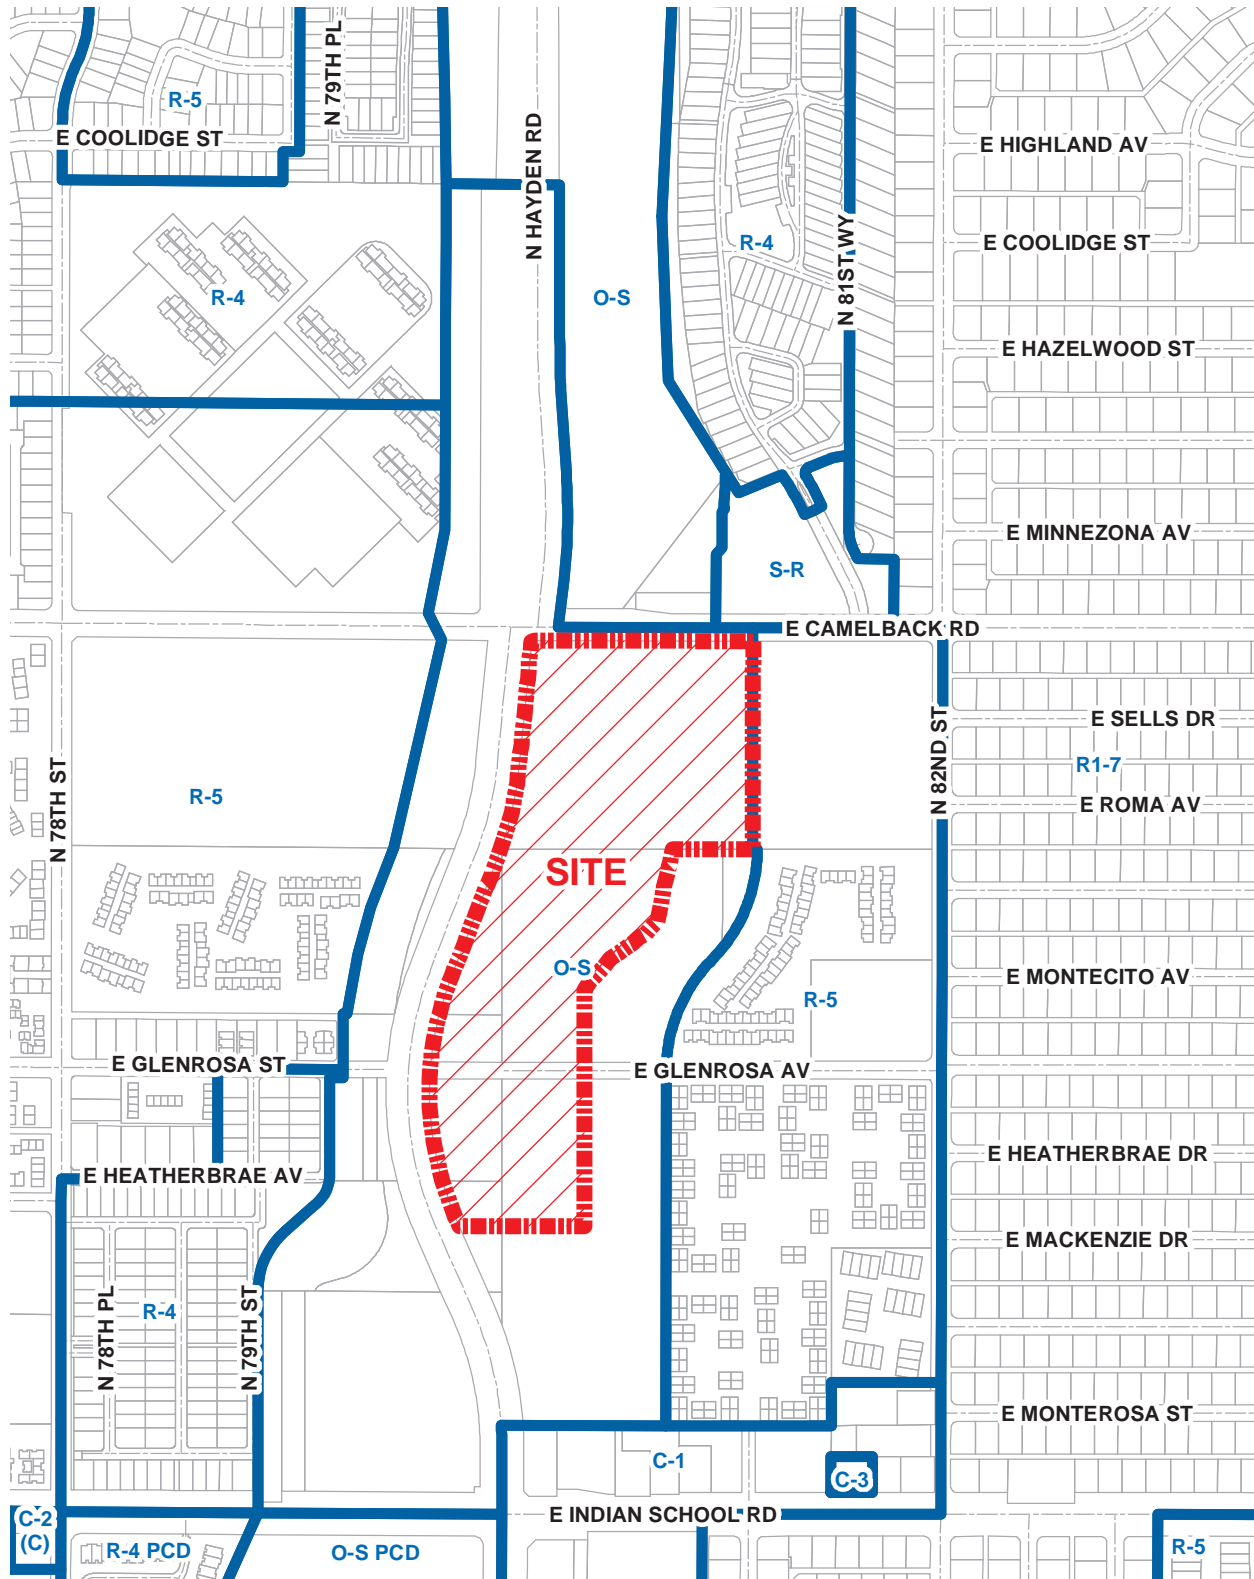 N 79TH PL
R-5
E COOLIDGE ST
N HAYDEN RD
E HIGHLAND AV
R-4
E COOLIDGE ST
N 81ST WY
R-4
O-S
E HAZELWOOD ST
E MINNEZONA AV
S-R
E CAMELBACK RD
E SELLS DR
N 82ND ST
R1-7
N 78TH ST
R-5
E ROMA AV
SITE
O-S
E MONTECITO AV
R-5
E GLENROSA ST
E GLENROSA AV
E HEATHERBRAE AV
E HEATHERBRAE DR
E MACKENZIE DR
N 78TH PL
R-4
N 79TH ST
E MONTEROSA ST
C-1
C-3
E INDIAN SCHOOL RD
C-2
(C)
R-4 PCD
O-S PCD
R-5